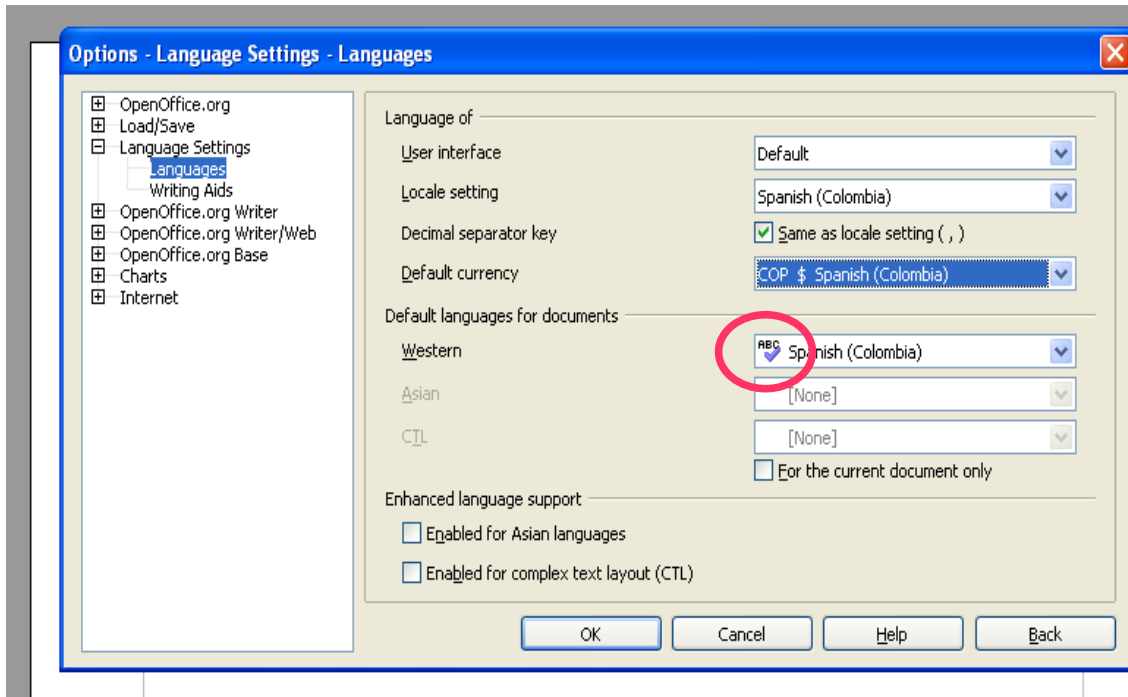 Options - Language Settings - Languages
OpenOffice.org
Load/Save
Language Settings
Languages
Writing Aids
OpenOffice.org Writer
OpenOffice.org Writer/Web
OpenOffice.org Base
Charts
Internet
Language of
User interface Default
Locale setting Spanish (Colombia)
Decimal separator key Same as locale setting ( , )
Default currency COP $ Spanish (Colombia)
Default languages for documents
Western ABC Spanish (Colombia)
Asian [None]
CTL [None]
For the current document only
Enhanced language support
Enabled for Asian languages
Enabled for complex text layout (CTL)
OK Cancel Help Back